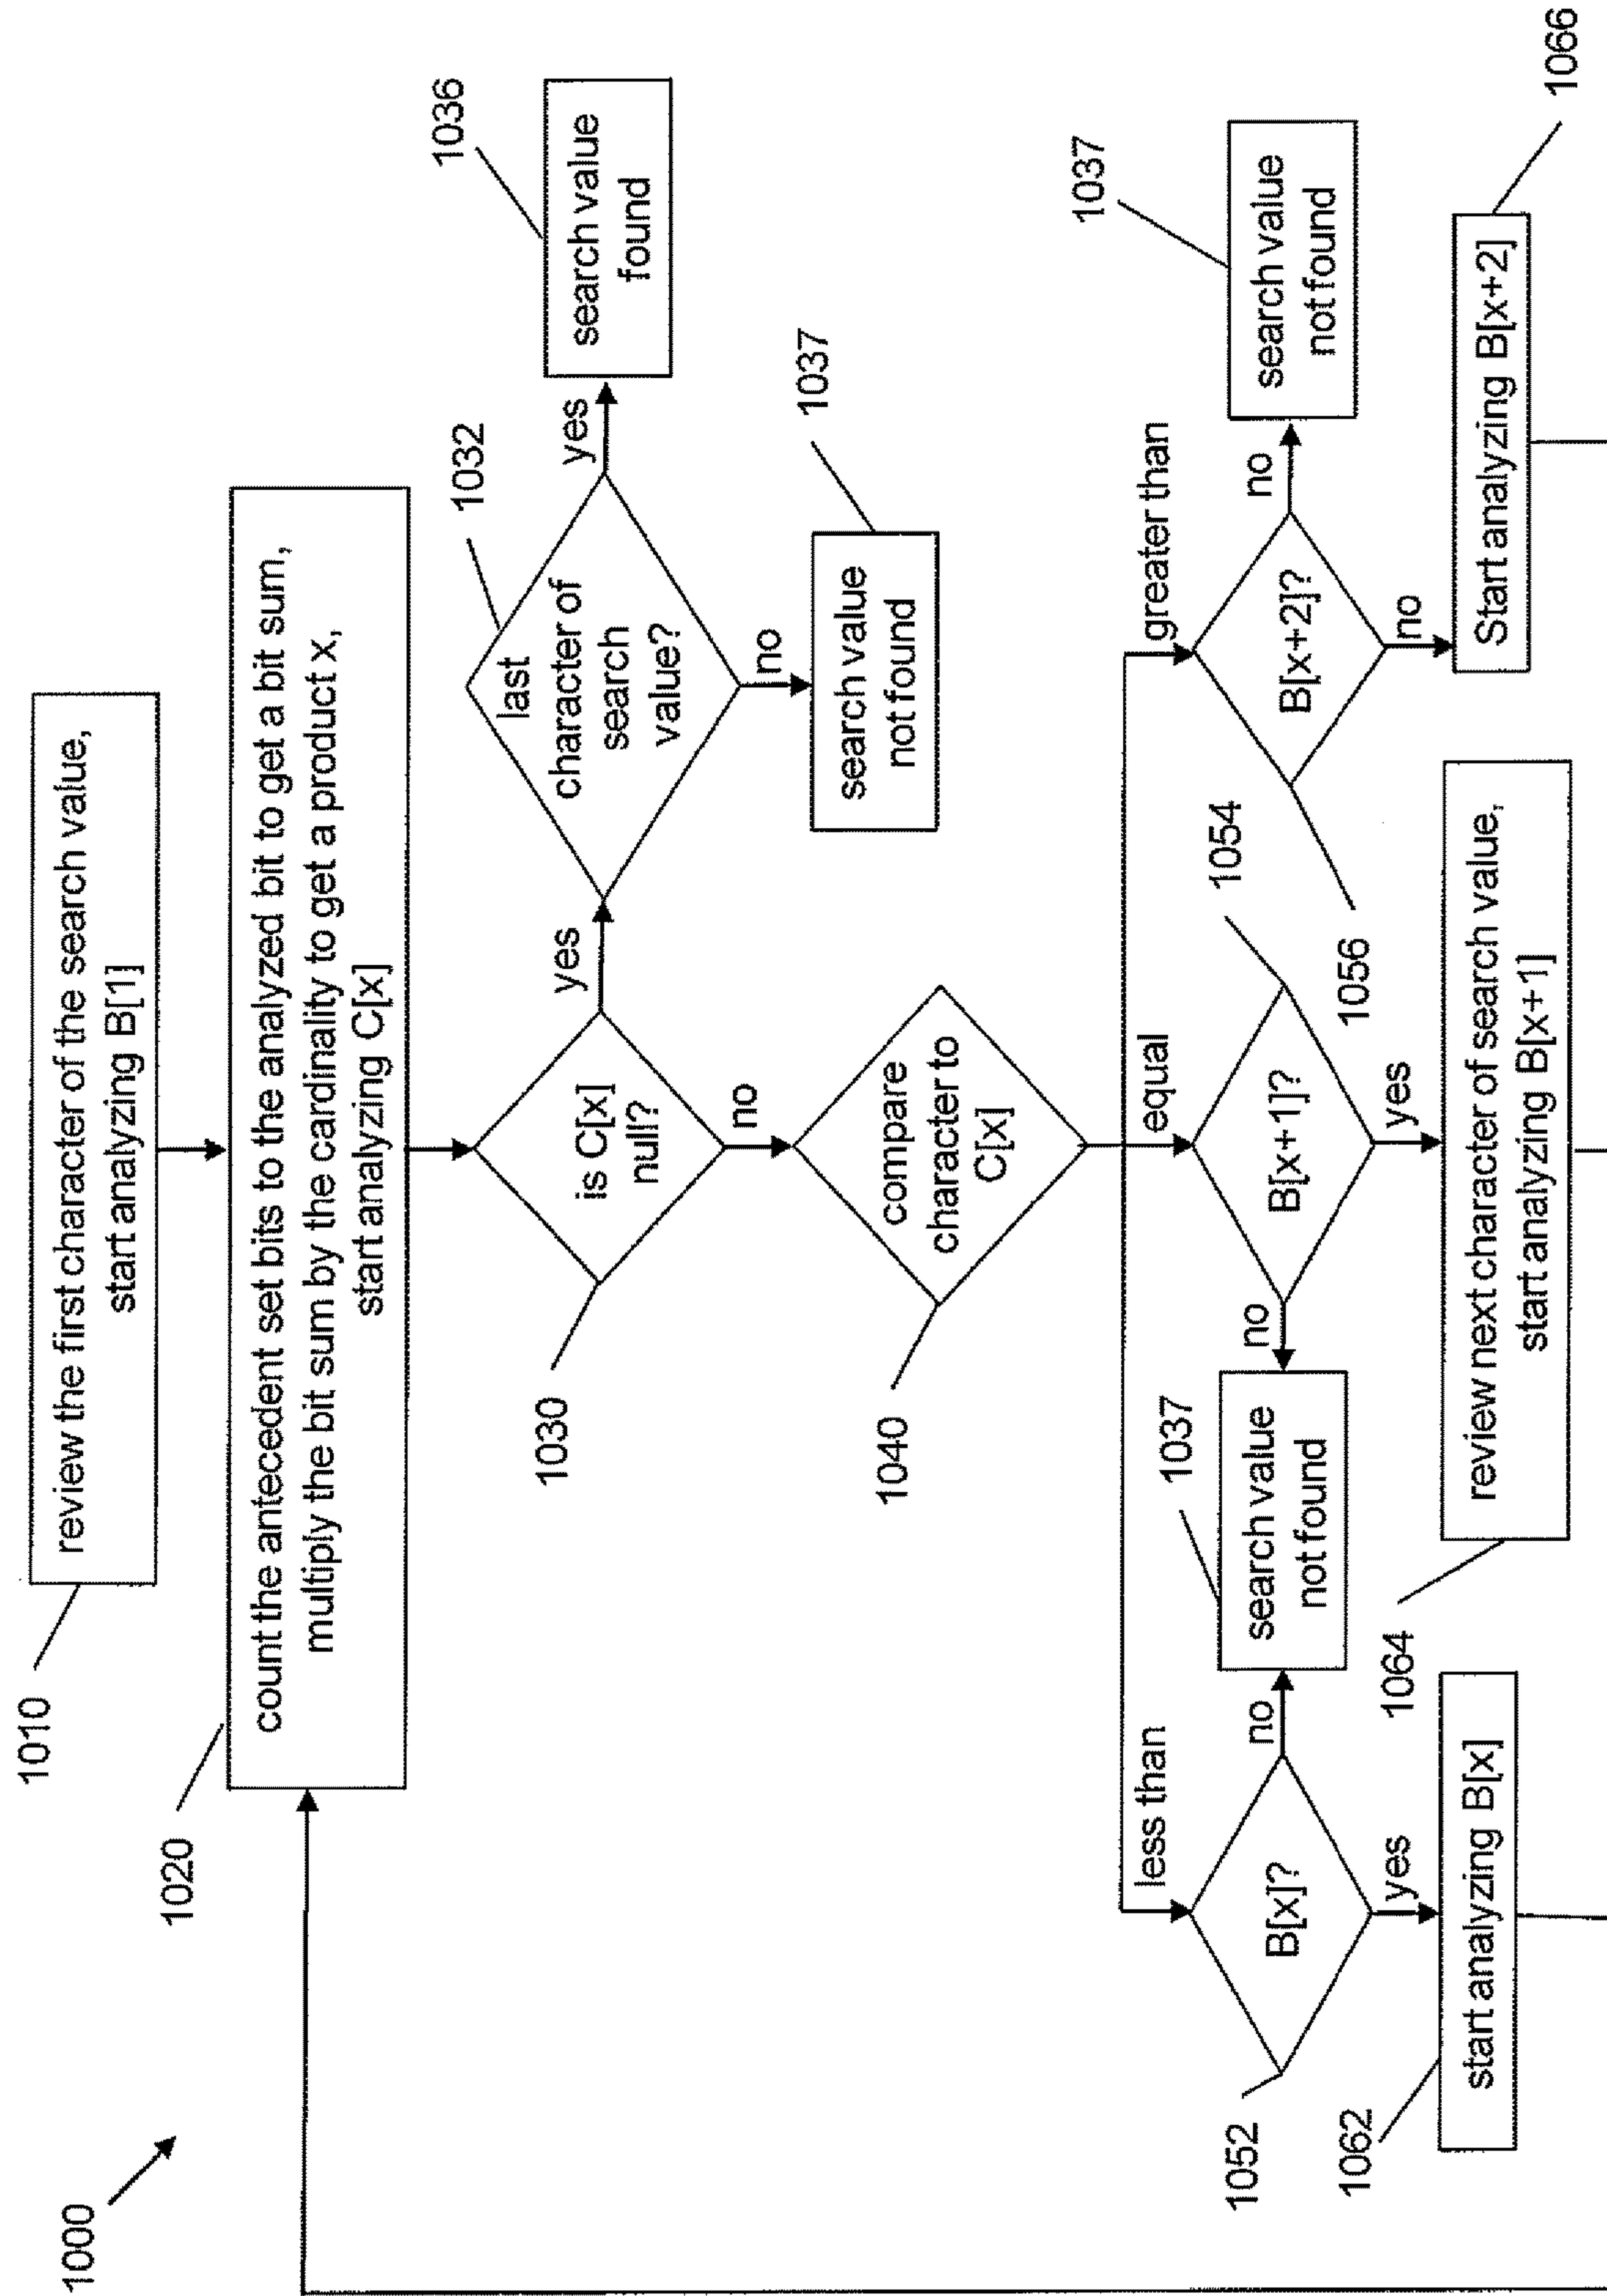 1000
1010
review the first character of the search value,
start analyzing B[1]
1020
count the antecedent set bits to the analyzed bit to get a bit sum,
multiply the bit sum by the cardinality to get a product x,
start analyzing C[x]
1030
is C[x]
null?
yes
no
1032
last
character of
search
value?
yes
no
1036
search value
found
1037
search value
not found
1040
compare
character to
C[x]
less than
equal
greater than
1052
B[x]?
no
yes
1037
search value
not found
1054
B[x+1]?
no
yes
1056
B[x+2]?
no
no
1037
search value
not found
1062
start analyzing B[x]
1064
review next character of search value,
start analyzing B[x+1]
1066
Start analyzing B[x+2]